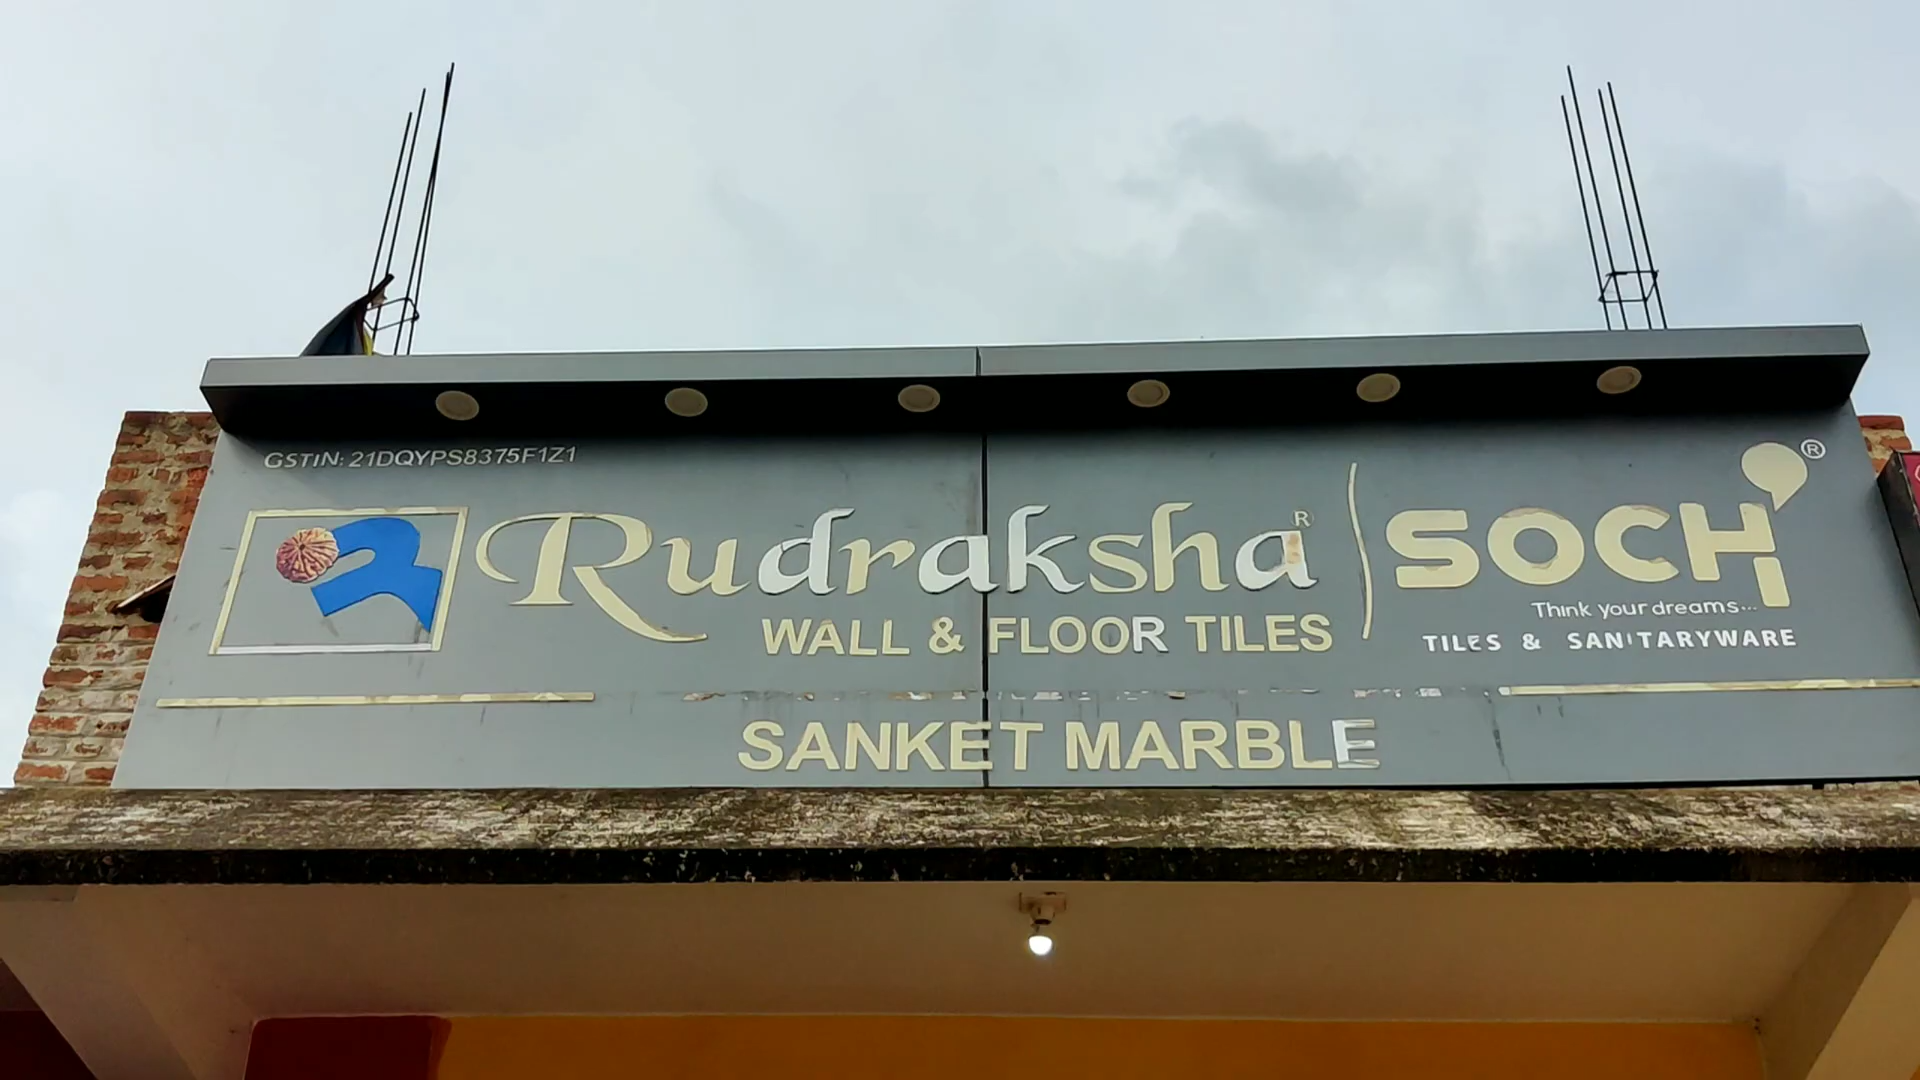 GSTIN: 21DQYPS8375F1Z1
Rudraksha®
WALL & FLOOR TILES
SOCH®
Think your dreams...
TILES & SANITARYWARE
SANKET MARBLE